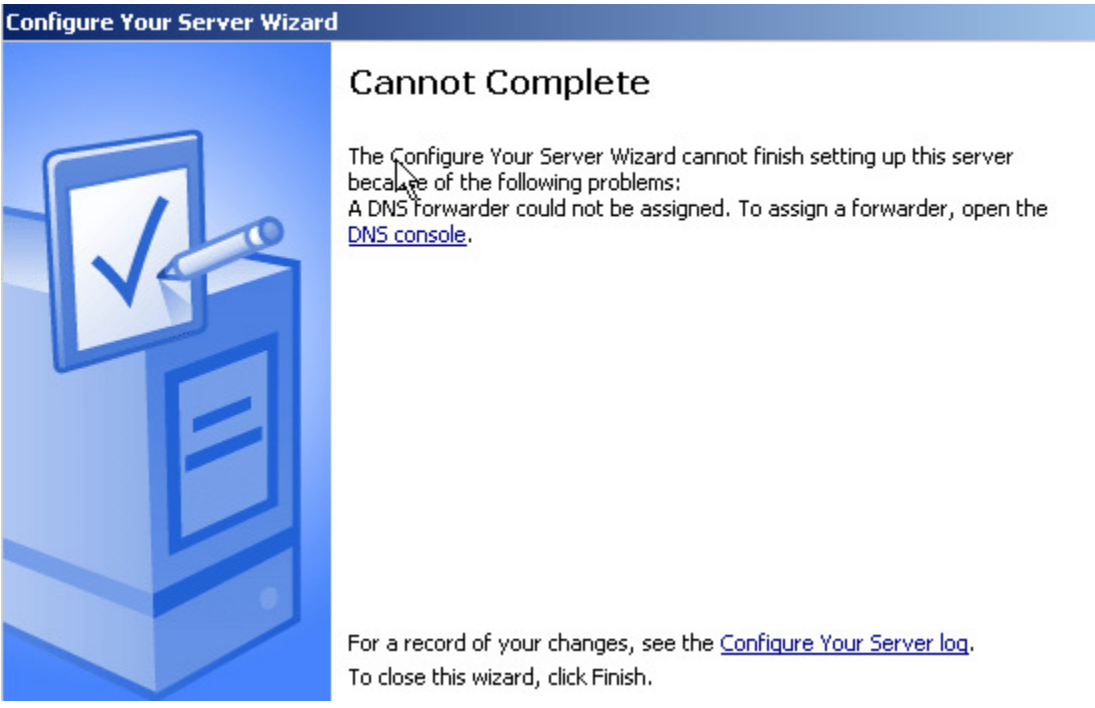 Configure Your Server Wizard
Cannot Complete
The Configure Your Server Wizard cannot finish setting up this server
because of the following problems:
A DNS forwarder could not be assigned. To assign a forwarder, open the
DNS console.
For a record of your changes, see the Configure Your Server log.
To close this wizard, click Finish.